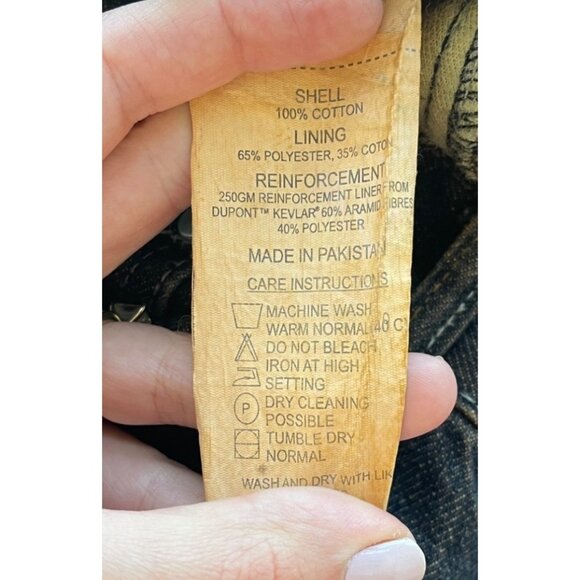 SHELL
100% COTTON
LINING
65% POLYESTER, 35% COTON
REINFORCEMENT
250GM REINFORCEMENT LINER FROM
DUPONT™ KEVLAR® 60% ARAMID FIBRES
40% POLYESTER
MADE IN PAKISTAN
CARE INSTRUCTIONS
MACHINE WASH
WARM NORMAL (40°C)
DO NOT BLEACH
IRON AT HIGH
SETTING
P DRY CLEANING
POSSIBLE
TUMBLE DRY
NORMAL
WASH AND DRY WITH LIK